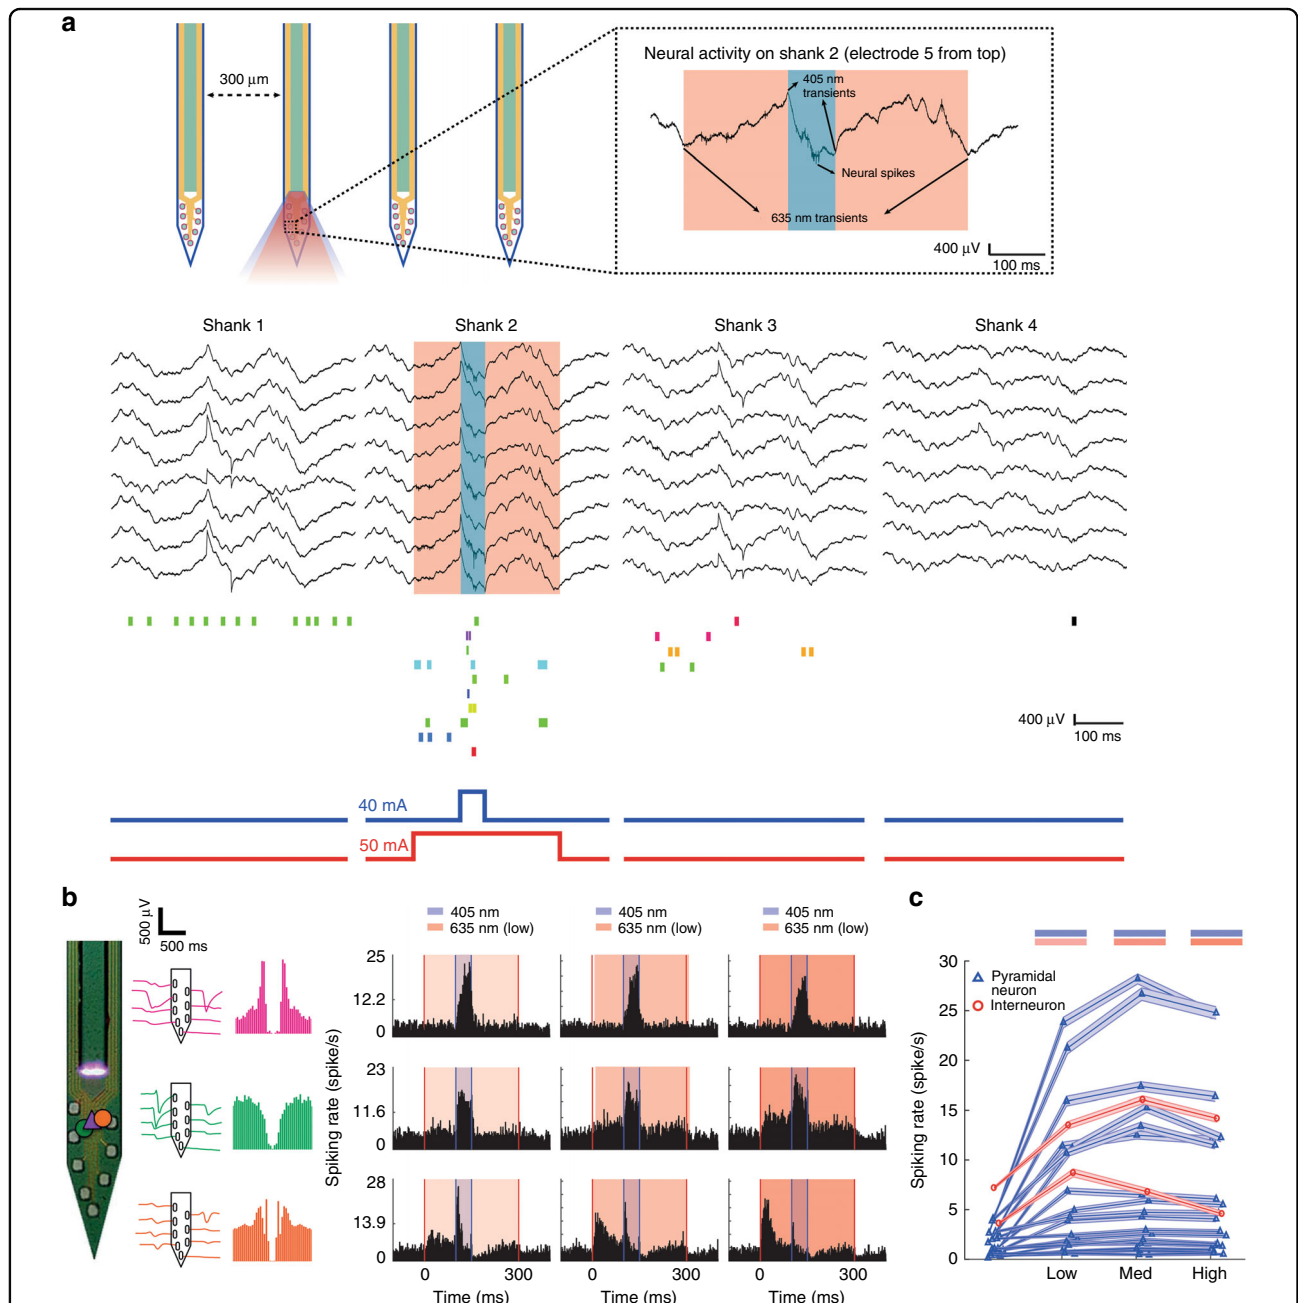 a
300 μm
Neural activity on shank 2 (electrode 5 from top)
405 nm
transients
Neural spikes
635 nm transients
400 μV
100 ms
Shank 1
Shank 2
Shank 3
Shank 4
400 μV
100 ms
40 mA
50 mA
b
500 μV
500 ms
405 nm
635 nm (low)
405 nm
635 nm (low)
405 nm
635 nm (low)
Spiking rate (spike/s)
25
12.2
0
23
11.6
0
28
13.9
0
0
300
0
300
0
300
Time (ms)
Time (ms)
Time (ms)
c
Spiking rate (spike/s)
30
25
20
15
10
5
0
Pyramidal
neuron
Interneuron
Low
Med
High